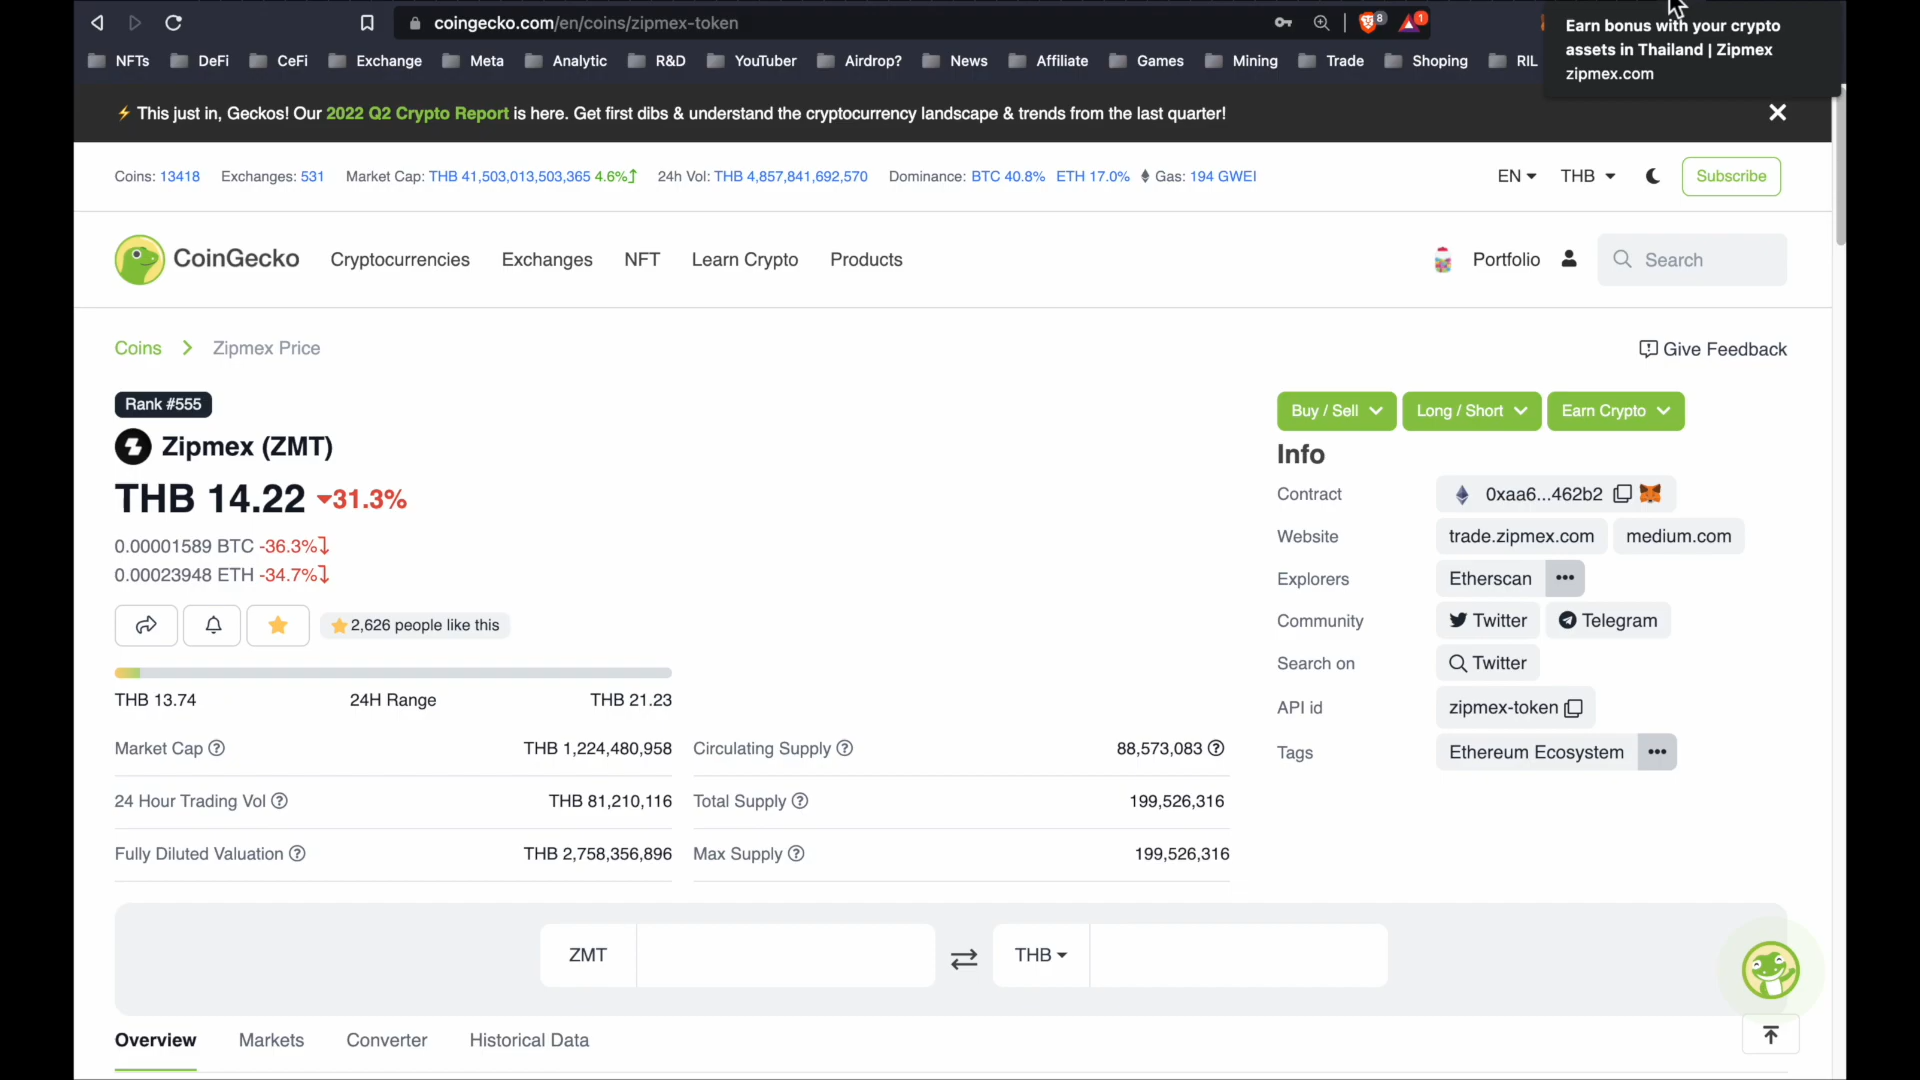 coingecko.com/en/coins/zipmex-token
8
1
Earn bonus with your crypto
assets in Thailand | Zipmex
zipmex.com
NFTs DeFi CeFi Exchange Meta Analytic R&D YouTuber Airdrop? News Affiliate Games Mining Trade Shoping RIL
⚡ This just in, Geckos! Our 2022 Q2 Crypto Report is here. Get first dibs & understand the cryptocurrency landscape & trends from the last quarter!
Coins: 13418 Exchanges: 531 Market Cap: THB 41,503,013,503,365 4.6% 24h Vol: THB 4,857,841,692,570 Dominance: BTC 40.8% ETH 17.0% Gas: 194 GWEI
EN THB Subscribe
CoinGecko Cryptocurrencies Exchanges NFT Learn Crypto Products Portfolio Search
Coins > Zipmex Price
Give Feedback
Rank #555
Zipmex (ZMT)
THB 14.22 31.3%
0.00001589 BTC -36.3%
0.00023948 ETH -34.7%
2,626 people like this
THB 13.74 24H Range THB 21.23
Market Cap THB 1,224,480,958
Circulating Supply 88,573,083
24 Hour Trading Vol THB 81,210,116
Total Supply 199,526,316
Fully Diluted Valuation THB 2,758,356,896
Max Supply 199,526,316
Buy / Sell Long / Short Earn Crypto
Info
Contract 0xaa6...462b2
Website trade.zipmex.com medium.com
Explorers Etherscan •••
Community Twitter Telegram
Search on Twitter
API id zipmex-token
Tags Ethereum Ecosystem •••
ZMT THB
Overview Markets Converter Historical Data